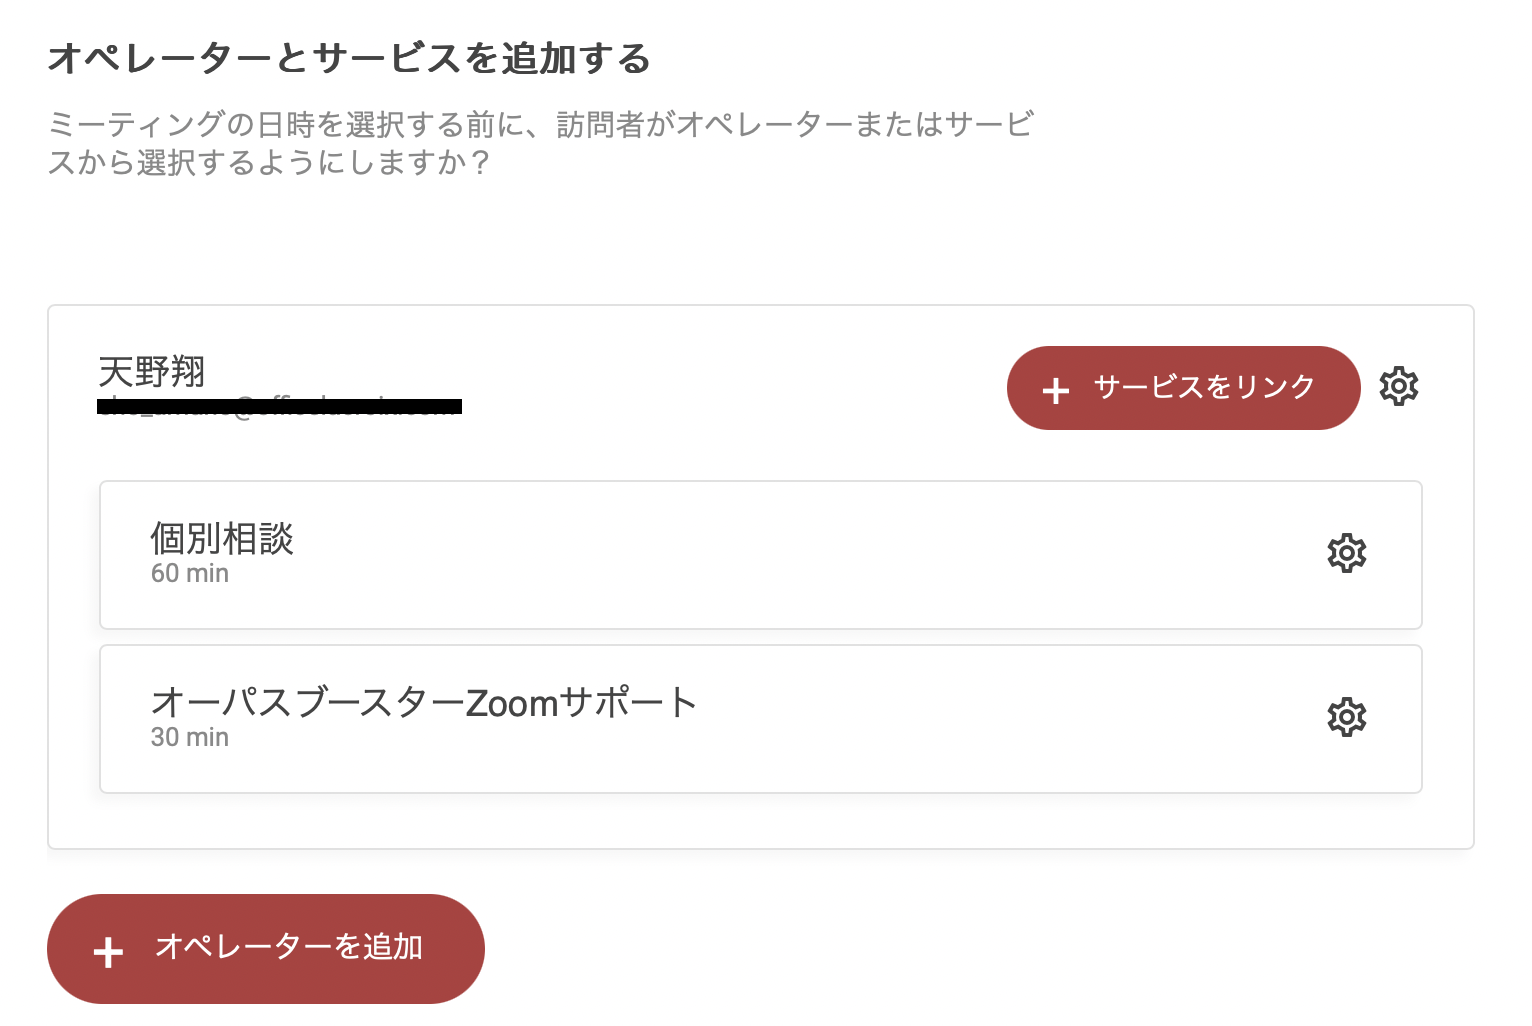 オペレーターとサービスを追加する
ミーティングの日時を選択する前に、訪問者がオペレーターまたはサービ
スから選択するようにしますか？
天野翔
サービスをリンク
個別相談
60 min
オーパスブースターZoomサポート
30 min
オペレーターを追加